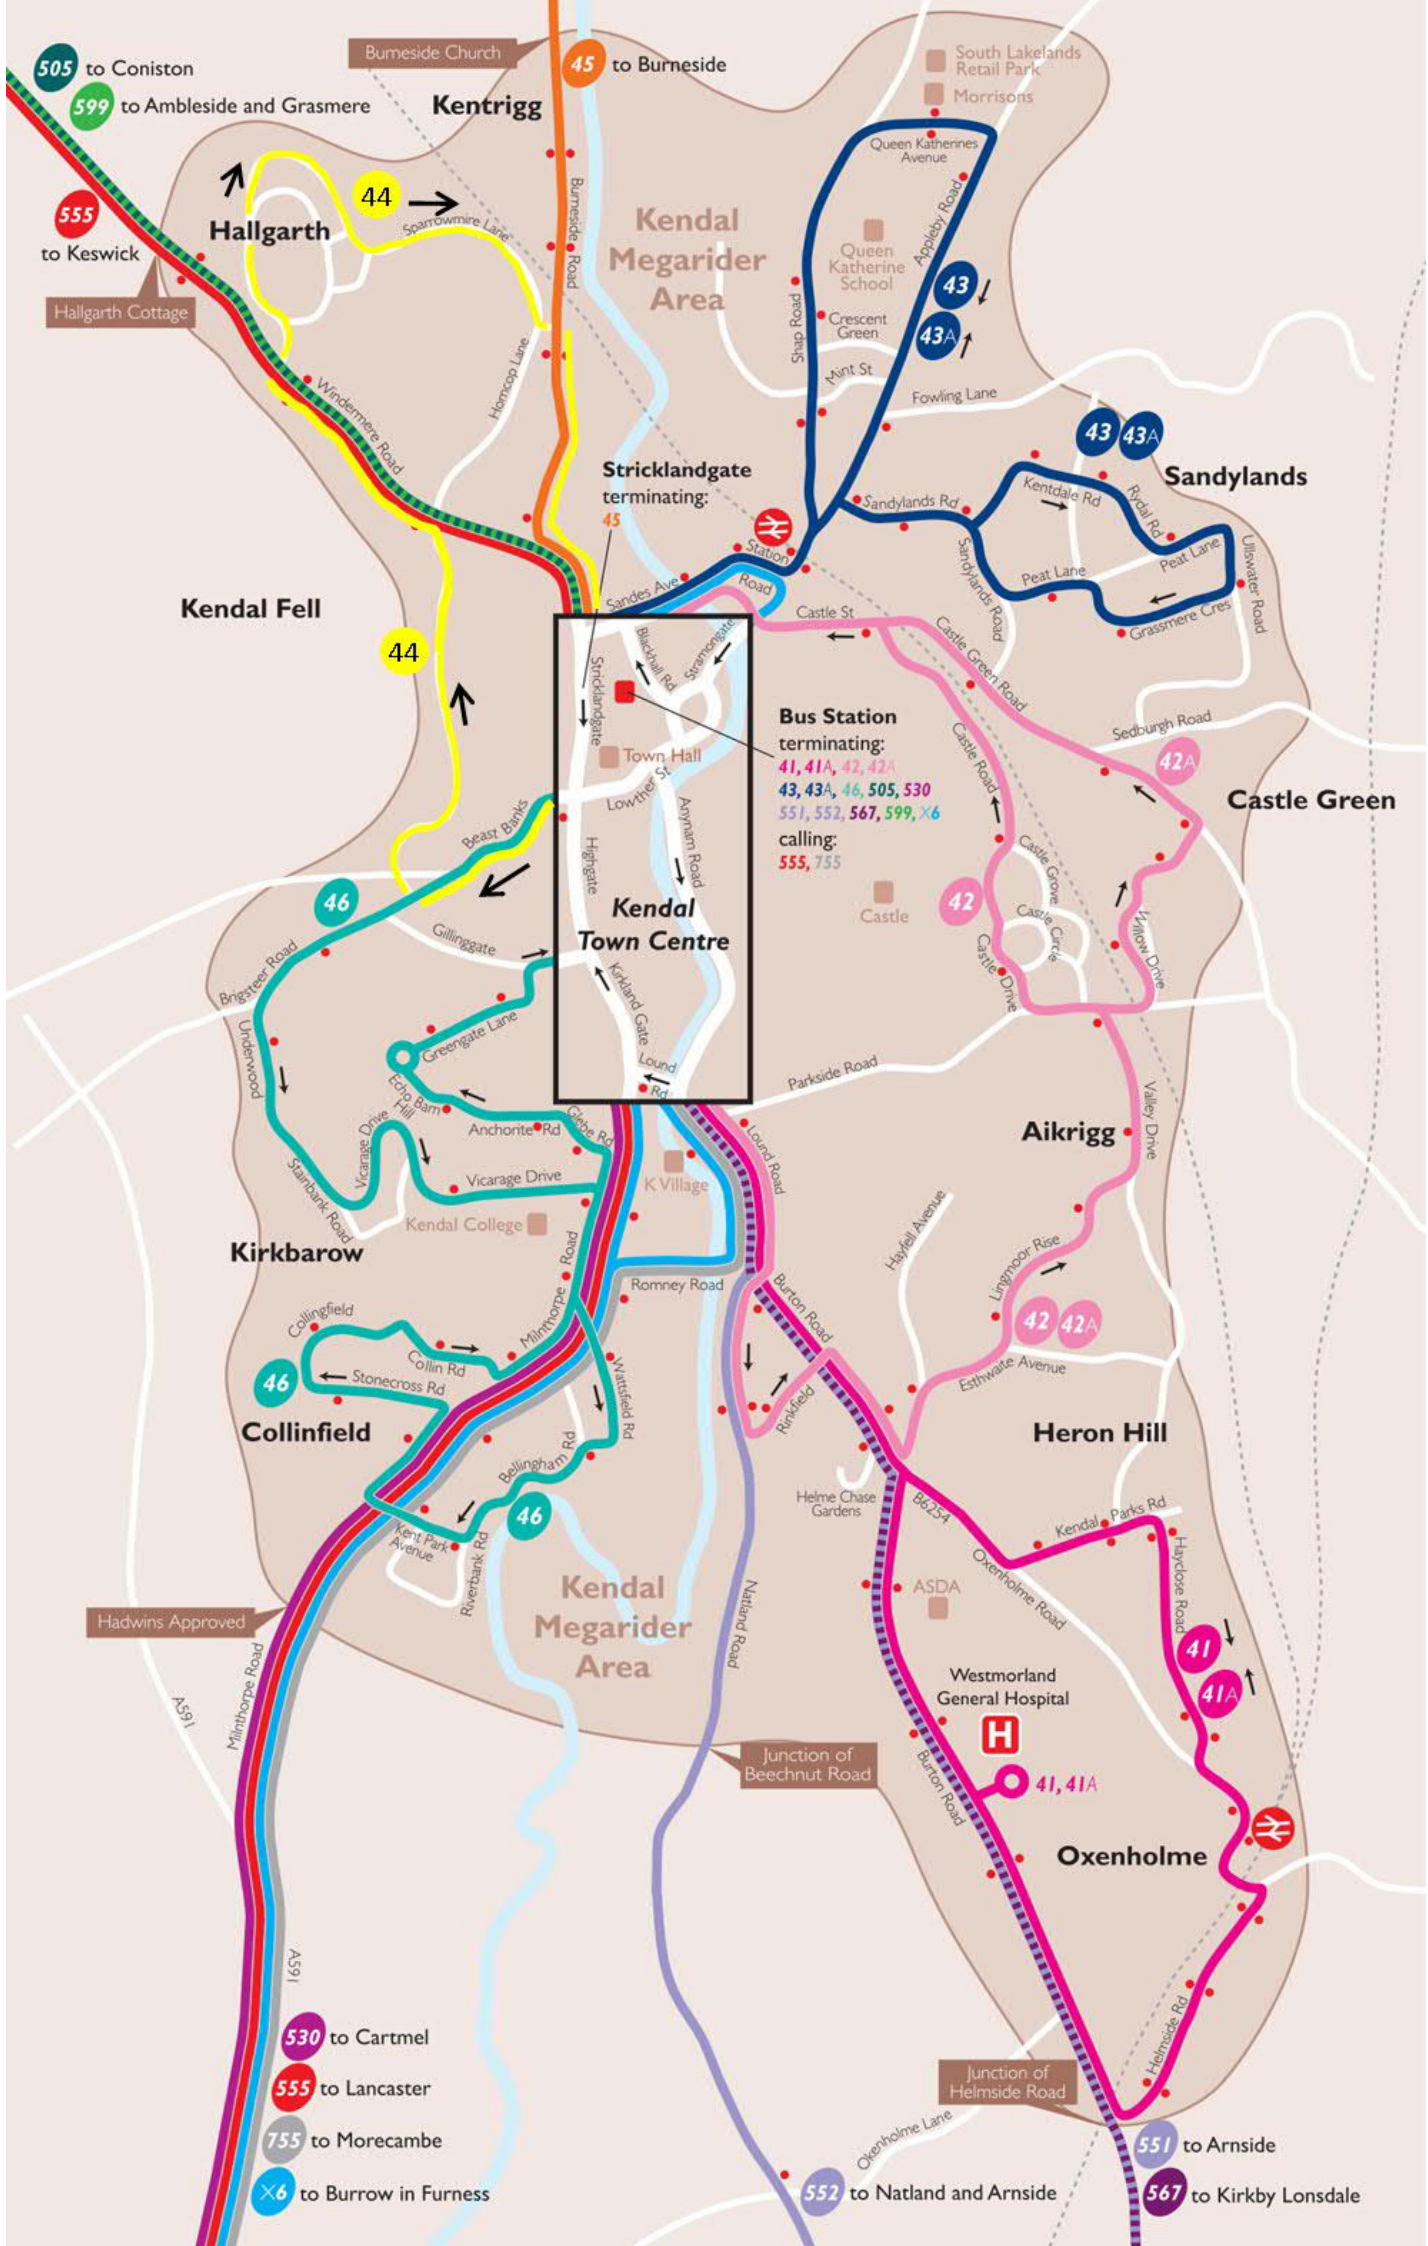 505 to Coniston
599 to Ambleside and Grasmere
555
to Keswick
Hallgarth Cottage
Burneside Church
45 to Burneside
Kentrigg
South Lakelands
Retail Park
Morrisons
Queen Katherines
Avenue
44
Hallgarth
Sparrowmire Lane
Burneside Road
Kendal
Megarider
Area
Queen
Katherine
School
Appleby Road
43
43A
Shap Road
Crescent
Green
Mint St
Fowling Lane
Horncop Lane
Windermere Road
Stricklandgate
terminating:
45
43 43A
Sandylands
Kentdale Rd
Rydal Rd
Sandylands Rd
Peat Lane
Peat Lane
Ullswater Road
Grassmere Cres
Sandylands Road
Station
Road
Sandes Ave
Castle St
Castle Green Road
Kendal Fell
44
Blackhall Rd
Stramongate
Stricklandgate
Town Hall
Lowther St
Bus Station
terminating:
41, 41A, 42, 42A
43, 43A, 46, 505, 530
551, 552, 567, 599, X6
calling:
555, 755
Castle Road
Sedburgh Road
42A
Castle Green
Beast Banks
46
Highgate
Anynam Road
Castle
42
Castle Grove
Castle Circle
Castle Drive
Willow Drive
Kendal
Town Centre
Gillinggate
Brigsteer Road
Underwood
Greengate Lane
Kirkland Gate
Lound
Rd
Parkside Road
Echo Barn
Hill
Anchorite Rd
Glebe Rd
Vicarage Drive
Vicarage Drive
Stainbank Road
Kendal College
K Village
Lound Road
Aikrigg
Valley Drive
Kirkbarow
Road
Milnthorpe
Romney Road
Burton Road
Hayfell Avenue
Lingmoor Rise
42 42A
Esthwaite Avenue
Collingfield
Collin Rd
46
Stonecross Rd
Collinfield
Wattsfield Rd
Rinkfield
Heron Hill
Bellingham Rd
46
Kent Park
Avenue
Riverbank Rd
Helme Chase
Gardens
B6254
Kendal Parks Rd
Oxenholme Road
Hayclose Road
Kendal
Megarider
Area
Natland Road
ASDA
Hadwins Approved
Milnthorpe Road
A591
41
41A
Westmorland
General Hospital
H
41, 41A
Junction of
Beechnut Road
Burton Road
Oxenholme
A591
530 to Cartmel
555 to Lancaster
755 to Morecambe
X6 to Burrow in Furness
Helmside Rd
Junction of
Helmside Road
Oxenholme Lane
551 to Arnside
552 to Natland and Arnside
567 to Kirkby Lonsdale